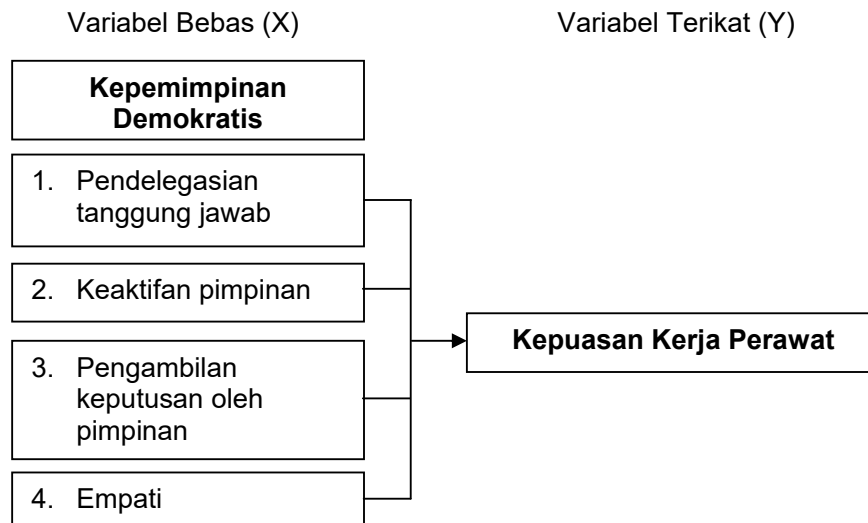 Variabel Bebas (X)
Variabel Terikat (Y)
Kepemimpinan
Demokratis
1. Pendelegasian
tanggung jawab
2. Keaktifan pimpinan
3. Pengambilan
keputusan oleh
pimpinan
4. Empati
Kepuasan Kerja Perawat